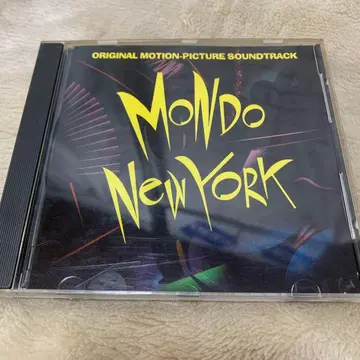 ORIGINAL MOTION-PICTURE SOUNDTRACK
MONDO
NEW YORK